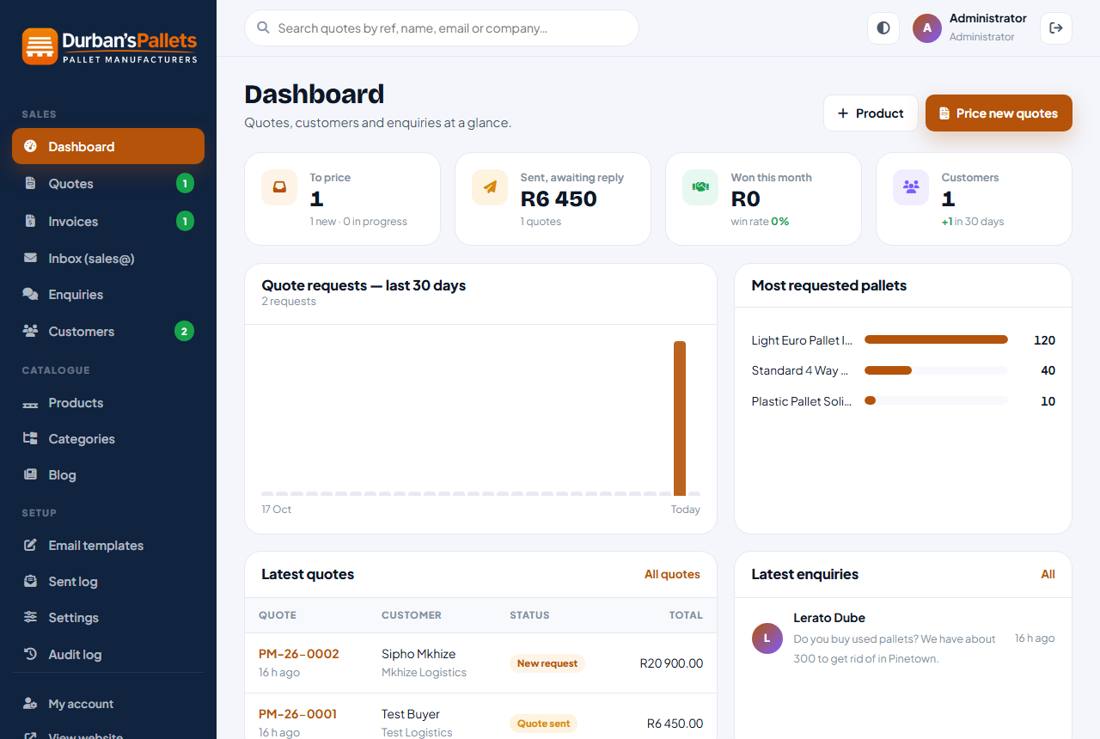 Durban'sPallets
PALLET MANUFACTURERS
SALES
Dashboard
Quotes 1
Invoices 1
Inbox (sales@)
Enquiries
Customers 2
CATALOGUE
Products
Categories
Blog
SETUP
Email templates
Sent log
Settings
Audit log
My account
View website
Search quotes by ref, name, email or company...
A
Administrator
Administrator
Dashboard
Quotes, customers and enquiries at a glance.
+ Product
Price new quotes
To price
1
1 new · 0 in progress
Sent, awaiting reply
R6 450
1 quotes
Won this month
R0
win rate 0%
Customers
1
+1 in 30 days
Quote requests — last 30 days
2 requests
17 Oct Today
Most requested pallets
Light Euro Pallet I... 120
Standard 4 Way ... 40
Plastic Pallet Soli... 10
Latest quotes All quotes
QUOTE CUSTOMER STATUS TOTAL
PM-26-0002 Sipho Mkhize New request R20 900.00
16 h ago Mkhize Logistics
PM-26-0001 Test Buyer Quote sent R6 450.00
16 h ago Test Logistics
Latest enquiries All
L
Lerato Dube
Do you buy used pallets? We have about 16 h ago
300 to get rid of in Pinetown.